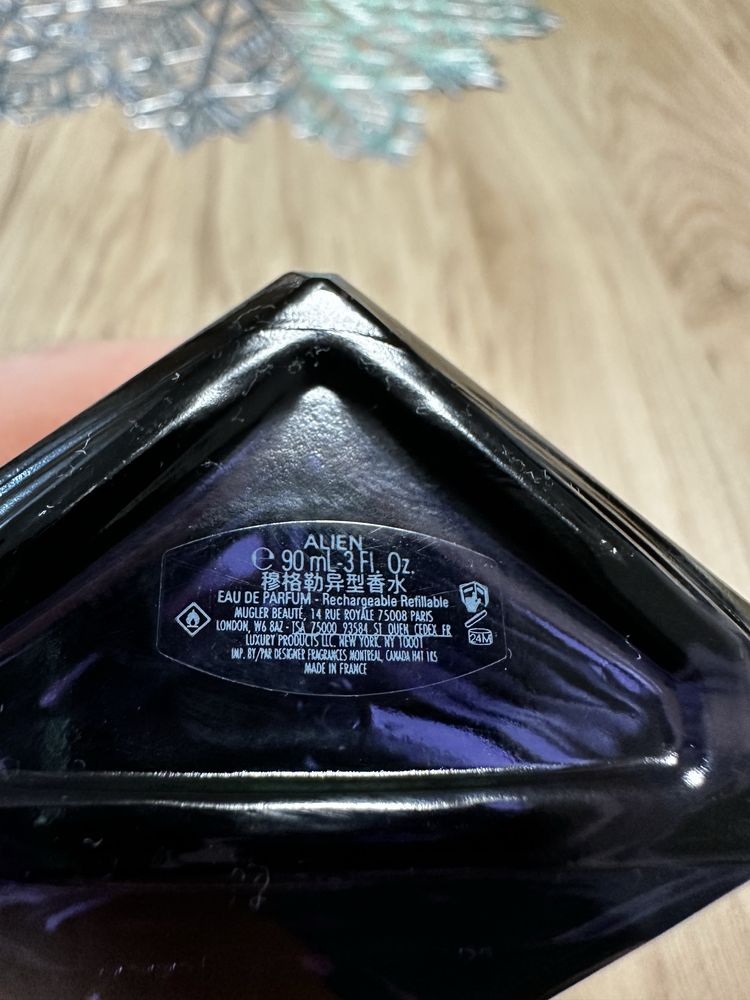 ALIEN
℮ 90 mL-3 Fl. Oz.
穆格勒异型香水
EAU DE PARFUM - Rechargeable Refillable
MUGLER BEAUTÉ, 14 RUE ROYALE 75008 PARIS
LONDON, W6 8AZ - TSA 75000 93584 ST OUEN CEDEX FR
LUXURY PRODUCTS LLC NEW YORK, NY 10001
IMP. BY/PAR DESIGNER FRAGRANCES MONTREAL, CANADA H4T 1K5
MADE IN FRANCE
24M